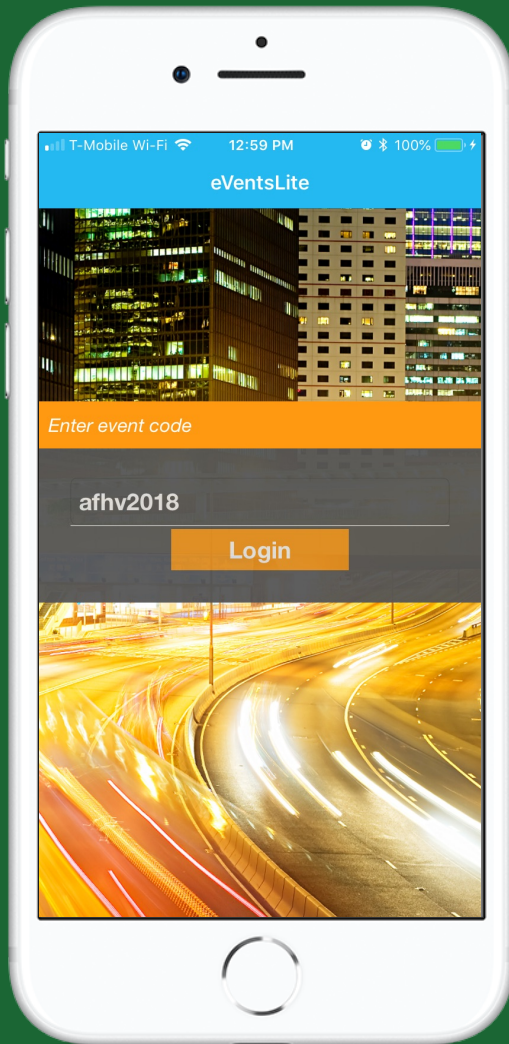 T-Mobile Wi-Fi 12:59 PM 100%
eVentsLite
Enter event code
afhv2018
Login